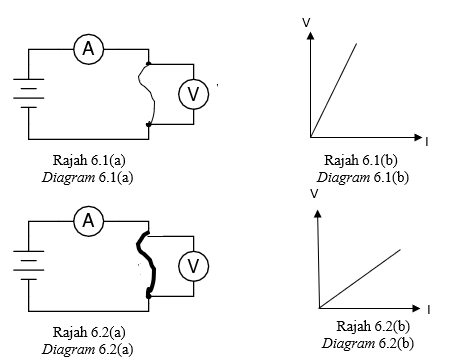 V
A
V
I
Rajah 6.1(a)
Diagram 6.1(a)
Rajah 6.1(b)
Diagram 6.1(b)
V
A
V
I
Rajah 6.2(a)
Diagram 6.2(a)
Rajah 6.2(b)
Diagram 6.2(b)